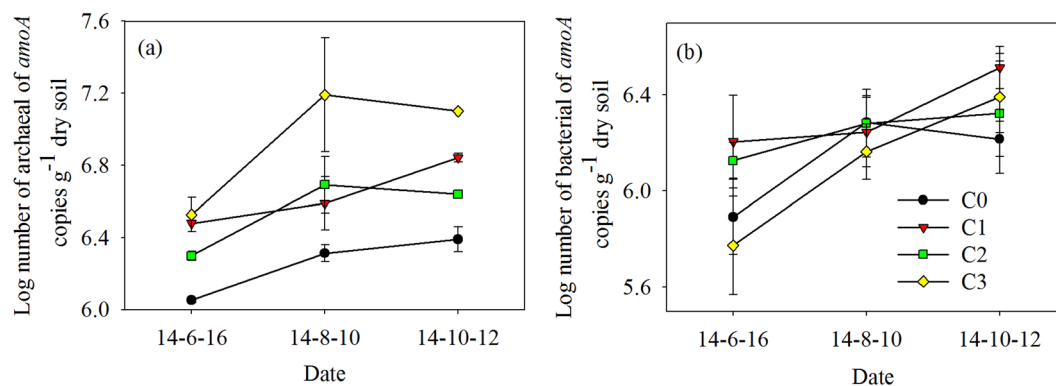 Log number of archaeal of amoA
copies g-1 dry soil
7.6
7.2
6.8
6.4
6.0
(a)
14-6-16
14-8-10
14-10-12
Date
Log number of bacterial of amoA
copies g-1 dry soil
6.4
6.0
5.6
(b)
C0
C1
C2
C3
14-6-16
14-8-10
14-10-12
Date